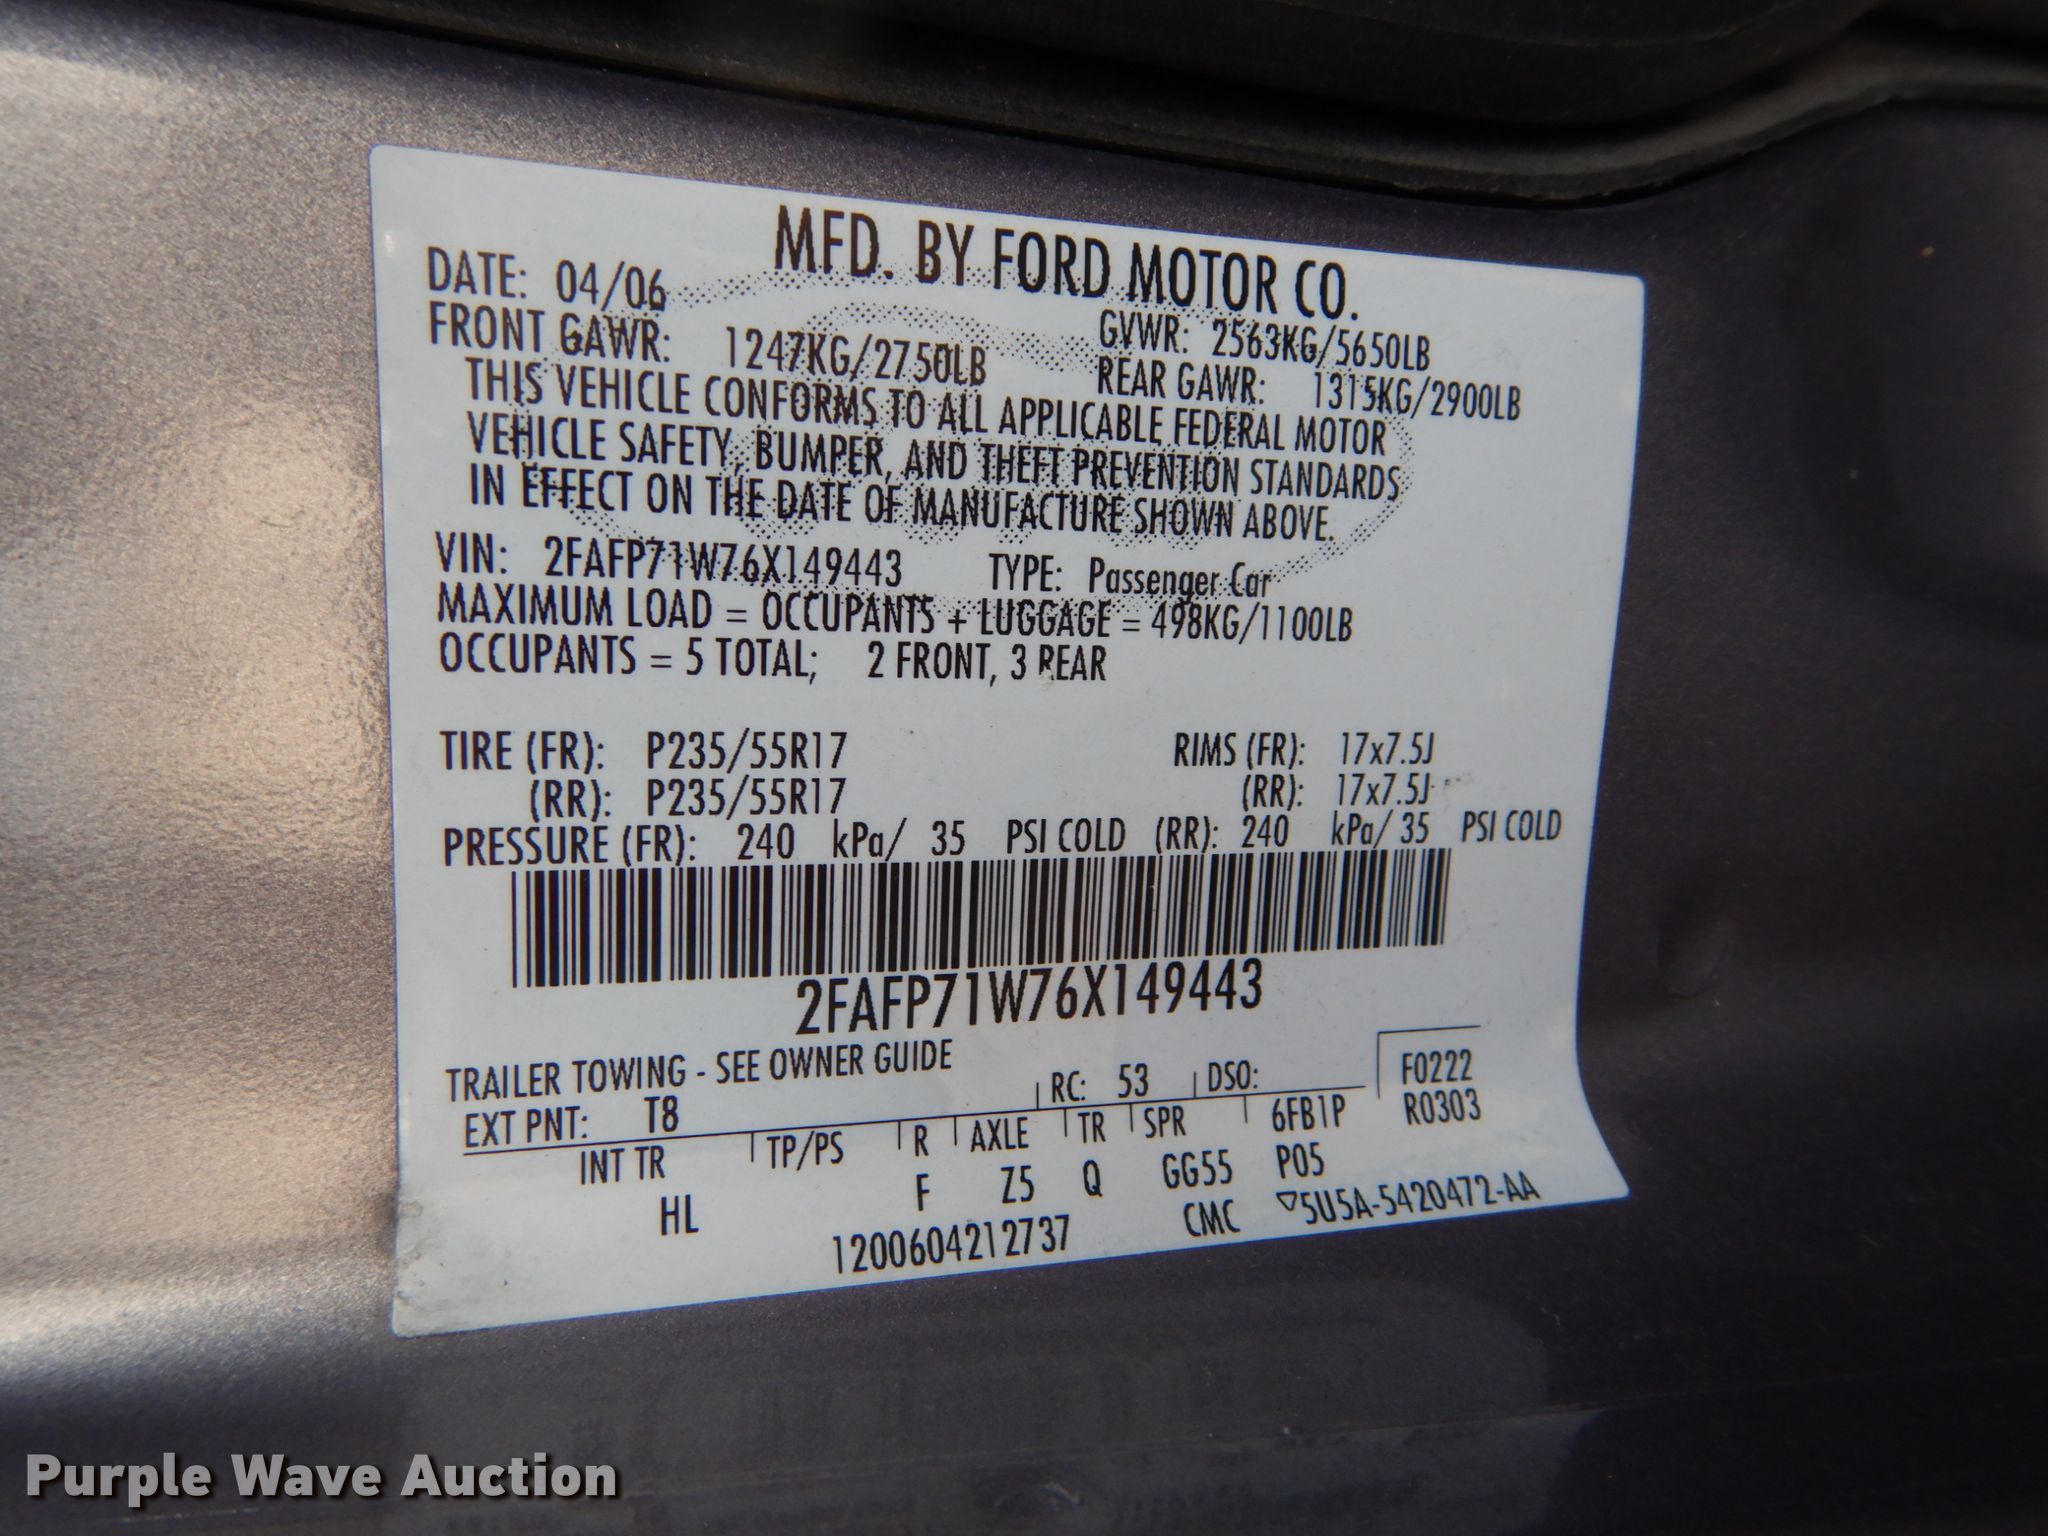 MFD. BY FORD MOTOR CO.
DATE: 04/06 GVWR: 2563KG/5650LB
FRONT GAWR: 1247KG/2750LB REAR GAWR: 1315KG/2900LB
THIS VEHICLE CONFORMS TO ALL APPLICABLE FEDERAL MOTOR
VEHICLE SAFETY, BUMPER, AND THEFT PREVENTION STANDARDS
IN EFFECT ON THE DATE OF MANUFACTURE SHOWN ABOVE.
VIN: 2FAFP71W76X149443 TYPE: Passenger Car
MAXIMUM LOAD = OCCUPANTS + LUGGAGE = 498KG/1100LB
OCCUPANTS = 5 TOTAL; 2 FRONT, 3 REAR
TIRE (FR): P235/55R17 RIMS (FR): 17x7.5J
(RR): P235/55R17 (RR): 17x7.5J
PRESSURE (FR): 240 kPa/ 35 PSI COLD (RR): 240 kPa/ 35 PSI COLD
2FAFP71W76X149443
TRAILER TOWING - SEE OWNER GUIDE
EXT PNT: T8 RC: 53 DSO: F0222
INT TR TP/PS R AXLE TR SPR 6FB1P R0303
HL F Z5 Q GG55 P05
1200604212737 CMC ▽5U5A-5420472-AA
Purple Wave Auction